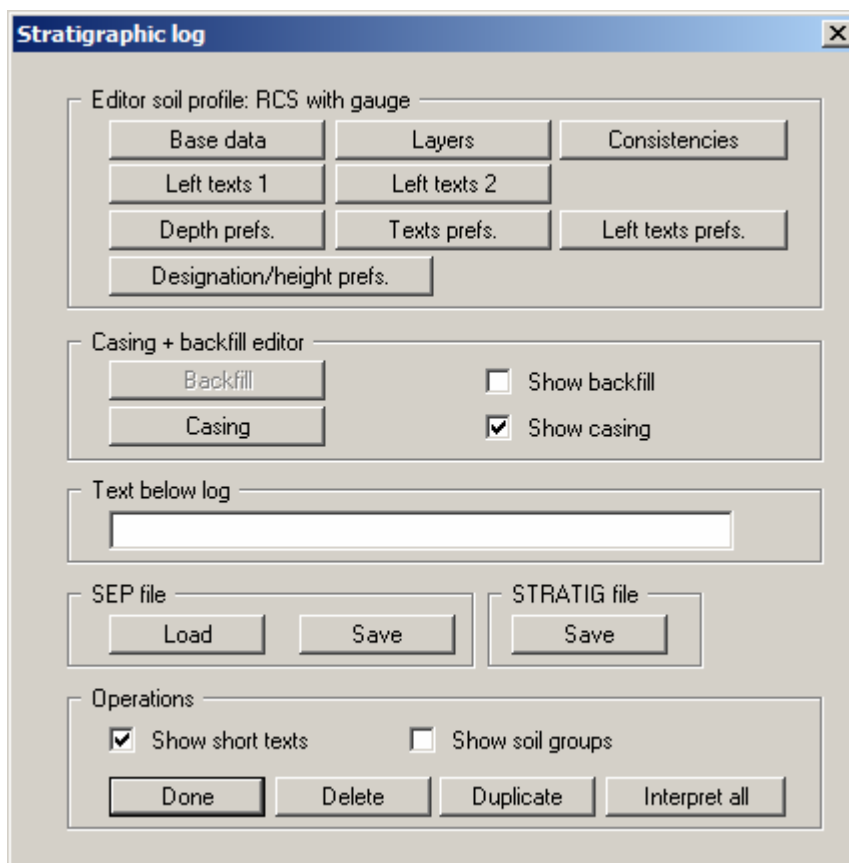 Stratigraphic log
Editor soil profile: RCS with gauge
Base data Layers Consistencies
Left texts 1 Left texts 2
Depth prefs. Texts prefs. Left texts prefs.
Designation/height prefs.
Casing + backfill editor
Backfill Show backfill
Casing Show casing
Text below log
SEP file STRATIG file
Load Save Save
Operations
Show short texts Show soil groups
Done Delete Duplicate Interpret all